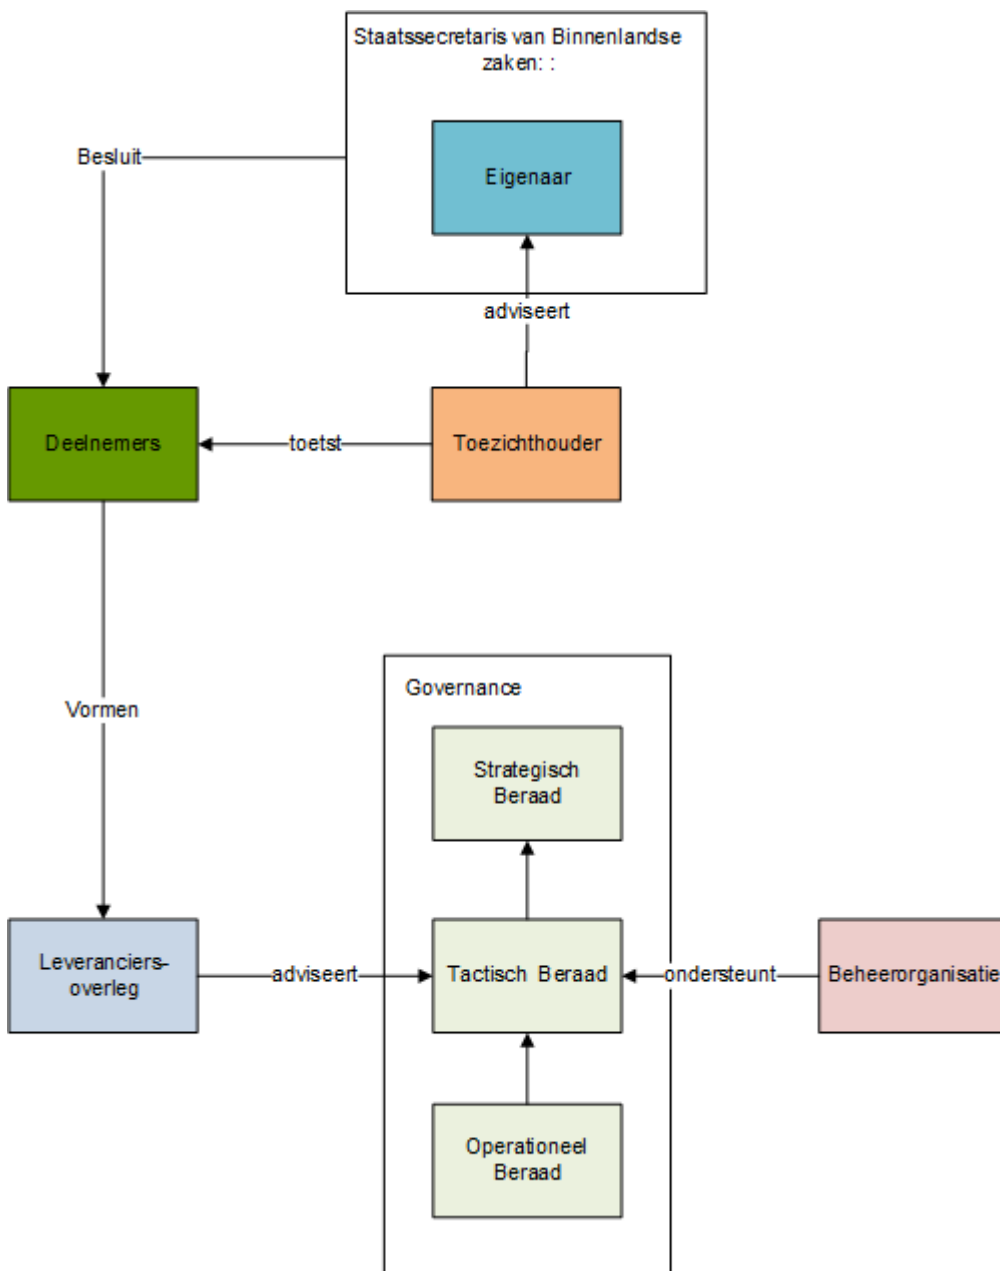 Staatssecretaris van Binnenlandse
zaken: :
Eigenaar
Besluit
adviseert
Deelnemers
toetst
Toezichthouder
Vormen
Governance
Strategisch
Beraad
Leveranciers-
overleg
adviseert
Tactisch Beraad
ondersteunt
Beheerorganisatie
Operationeel
Beraad